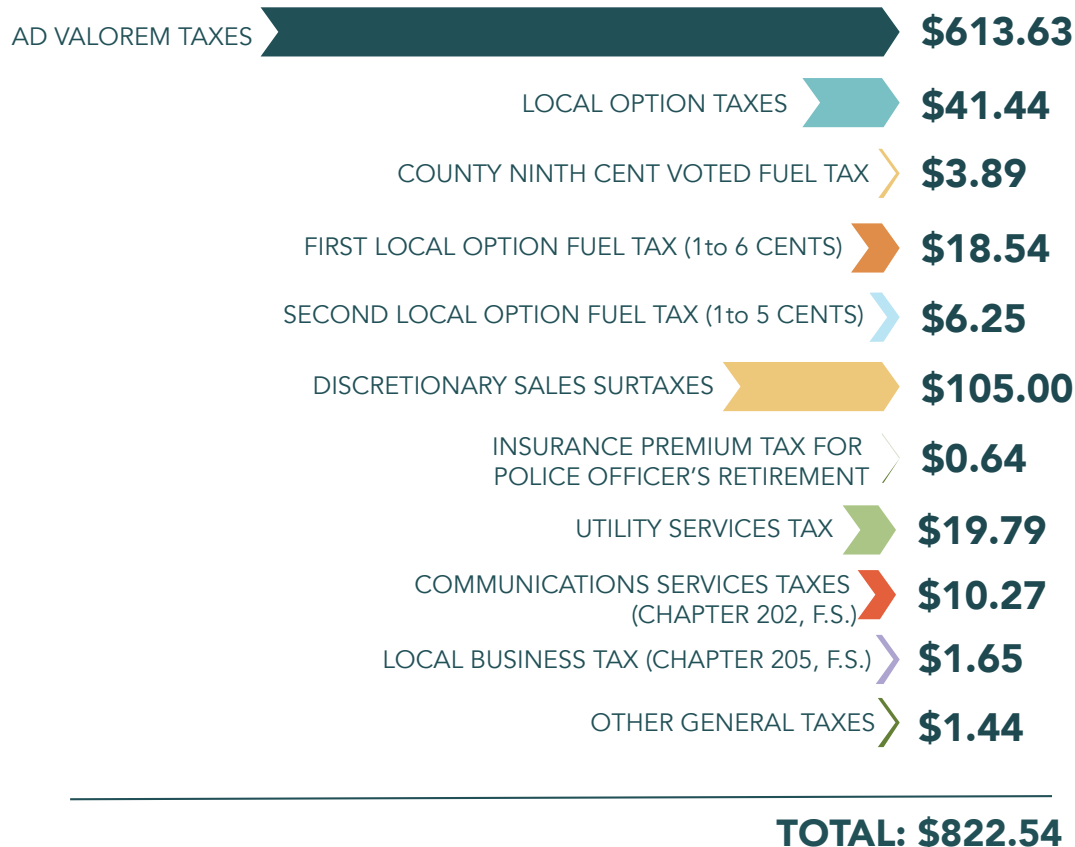 AD VALOREM TAXES $613.63
LOCAL OPTION TAXES $41.44
COUNTY NINTH CENT VOTED FUEL TAX $3.89
FIRST LOCAL OPTION FUEL TAX (1to 6 CENTS) $18.54
SECOND LOCAL OPTION FUEL TAX (1to 5 CENTS) $6.25
DISCRETIONARY SALES SURTAXES $105.00
INSURANCE PREMIUM TAX FOR
POLICE OFFICER’S RETIREMENT $0.64
UTILITY SERVICES TAX $19.79
COMMUNICATIONS SERVICES TAXES
(CHAPTER 202, F.S.) $10.27
LOCAL BUSINESS TAX (CHAPTER 205, F.S.) $1.65
OTHER GENERAL TAXES $1.44
TOTAL: $822.54